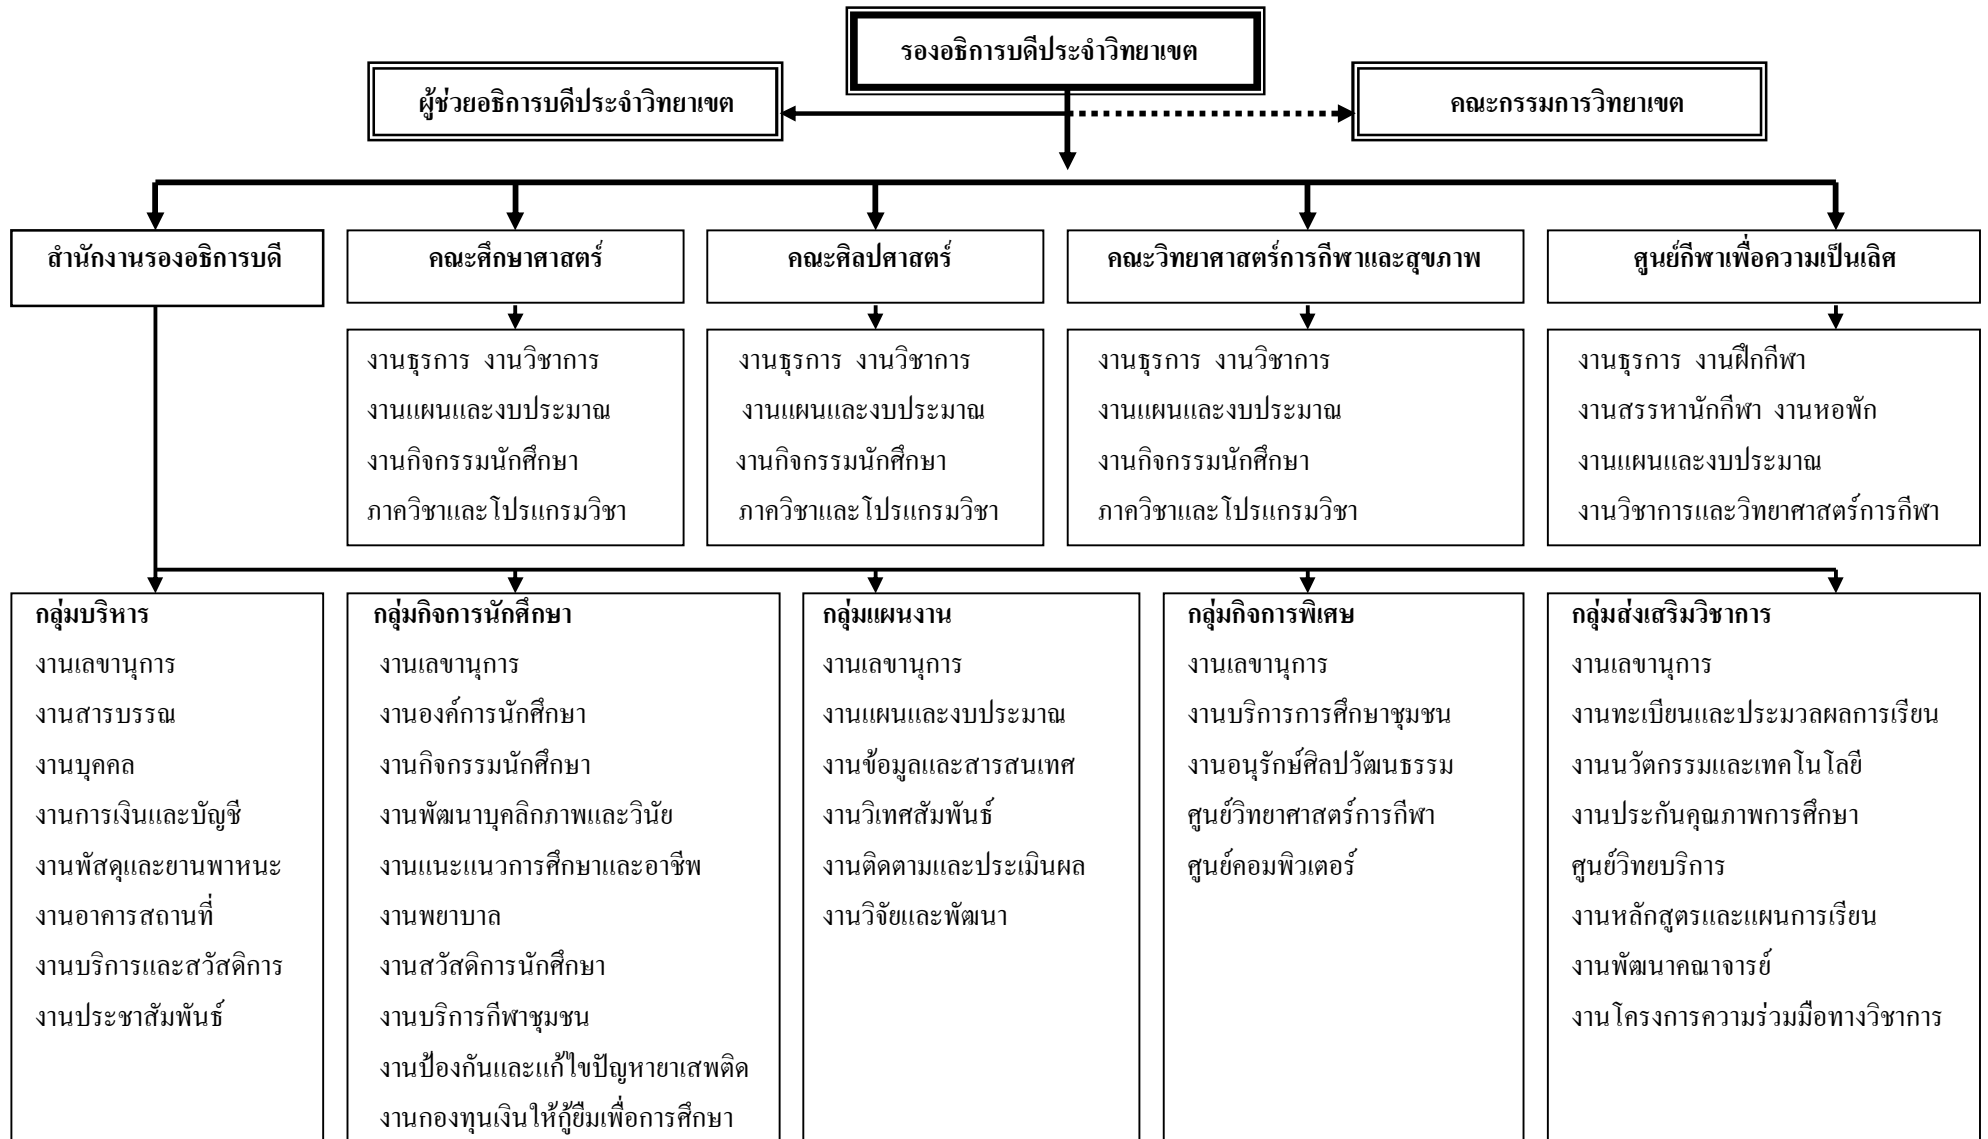 รองอธิการบดีประจำวิทยาเขต
ผู้ช่วยอธิการบดีประจำวิทยาเขต
คณะกรรมการวิทยาเขต
สำนักงานรองอธิการบดี
คณะศึกษาศาสตร์
คณะศิลปศาสตร์
คณะวิทยาศาสตร์การกีฬาและสุขภาพ
ศูนย์กีฬาเพื่อความเป็นเลิศ
งานธุรการ งานวิชาการ
งานแผนและงบประมาณ
งานกิจกรรมนักศึกษา
ภาควิชาและโปรแกรมวิชา
งานธุรการ งานวิชาการ
งานแผนและงบประมาณ
งานกิจกรรมนักศึกษา
ภาควิชาและโปรแกรมวิชา
งานธุรการ งานวิชาการ
งานแผนและงบประมาณ
งานกิจกรรมนักศึกษา
ภาควิชาและโปรแกรมวิชา
งานธุรการ งานฝึกกีฬา
งานสรรหานักกีฬา งานหอพัก
งานแผนและงบประมาณ
งานวิชาการและวิทยาศาสตร์การกีฬา
กลุ่มบริหาร
งานเลขานุการ
งานสารบรรณ
งานบุคคล
งานการเงินและบัญชี
งานพัสดุและยานพาหนะ
งานอาคารสถานที่
งานบริการและสวัสดิการ
งานประชาสัมพันธ์
กลุ่มกิจการนักศึกษา
งานเลขานุการ
งานองค์การนักศึกษา
งานกิจกรรมนักศึกษา
งานพัฒนาบุคลิกภาพและวินัย
งานแนะแนวการศึกษาและอาชีพ
งานพยาบาล
งานสวัสดิการนักศึกษา
งานบริการกีฬาชุมชน
งานป้องกันและแก้ไขปัญหายาเสพติด
งานกองทุนเงินให้กู้ยืมเพื่อการศึกษา
กลุ่มแผนงาน
งานเลขานุการ
งานแผนและงบประมาณ
งานข้อมูลและสารสนเทศ
งานวิเทศสัมพันธ์
งานติดตามและประเมินผล
งานวิจัยและพัฒนา
กลุ่มกิจการพิเศษ
งานเลขานุการ
งานบริการการศึกษาชุมชน
งานอนุรักษ์ศิลปวัฒนธรรม
ศูนย์วิทยาศาสตร์การกีฬา
ศูนย์คอมพิวเตอร์
กลุ่มส่งเสริมวิชาการ
งานเลขานุการ
งานทะเบียนและประมวลผลการเรียน
งานนวัตกรรมและเทคโนโลยี
งานประกันคุณภาพการศึกษา
ศูนย์วิทยบริการ
งานหลักสูตรและแผนการเรียน
งานพัฒนาคณาจารย์
งานโครงการความร่วมมือทางวิชาการ